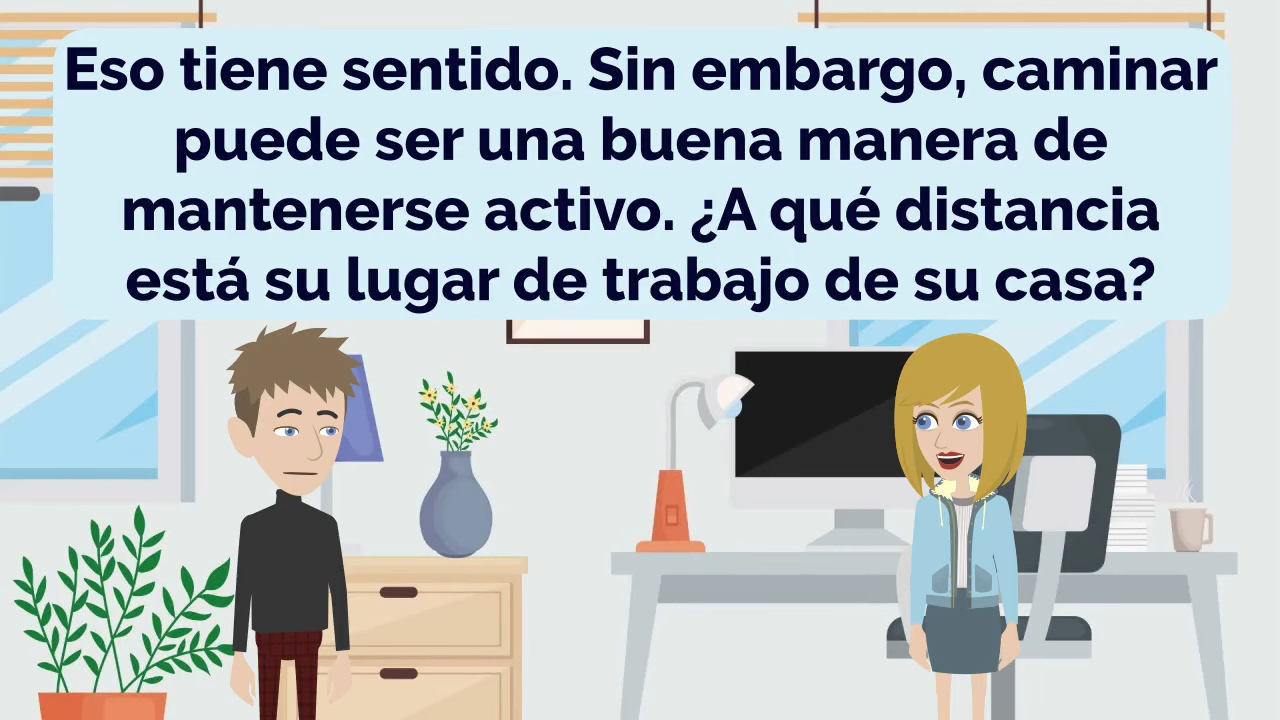 Eso tiene sentido. Sin embargo, caminar
puede ser una buena manera de
mantenerse activo. ¿A qué distancia
está su lugar de trabajo de su casa?